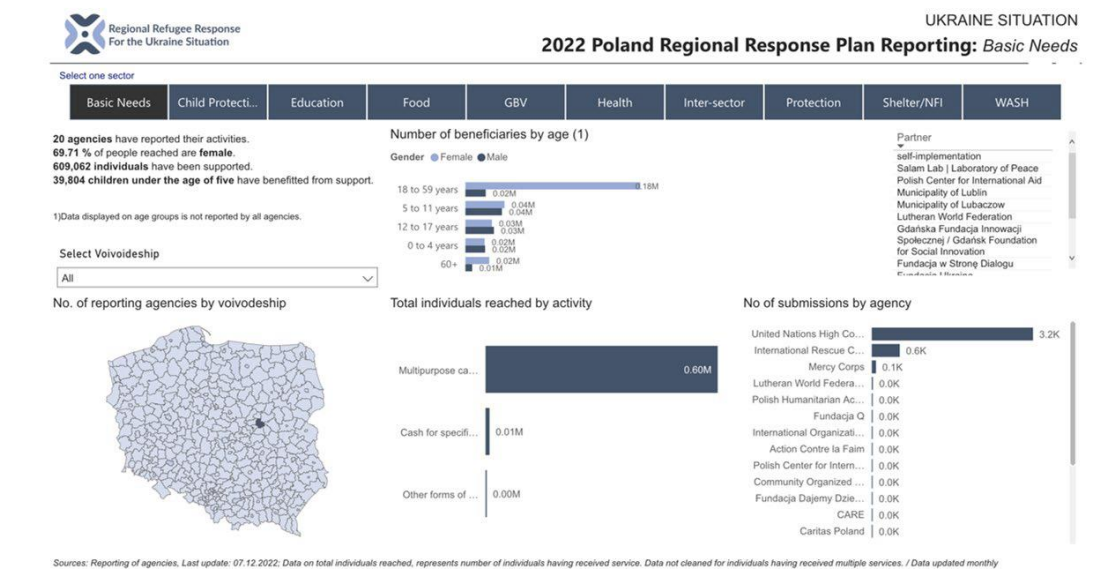 Regional Refugee Response
For the Ukraine Situation
UKRAINE SITUATION
2022 Poland Regional Response Plan Reporting: Basic Needs
Select one sector
Basic Needs
Child Protecti...
Education
Food
GBV
Health
Inter-sector
Protection
Shelter/NFI
WASH
20 agencies have reported their activities.
69.71 % of people reached are female.
609,062 individuals have been supported.
39,804 children under the age of five have benefitted from support.
1)Data displayed on age groups is not reported by all agencies.
Select Voivoideship
All
Number of beneficiaries by age (1)
Gender Female Male
18 to 59 years 0.18M
0.02M
5 to 11 years 0.04M
0.04M
12 to 17 years 0.03M
0.03M
0 to 4 years 0.02M
0.02M
60+ 0.02M
0.01M
Partner
self-implementation
Salam Lab | Laboratory of Peace
Polish Center for International Aid
Municipality of Lublin
Municipality of Lubaczow
Lutheran World Federation
Gdańska Fundacja Innowacji
Społecznej / Gdańsk Foundation
for Social Innovation
Fundacja w Stronę Dialogu
Fundacja Ukraina
No. of reporting agencies by voivodeship
Total individuals reached by activity
Multipurpose ca... 0.60M
Cash for specifi... 0.01M
Other forms of ... 0.00M
No of submissions by agency
United Nations High Co... 3.2K
International Rescue C... 0.6K
Mercy Corps 0.1K
Lutheran World Federa... 0.0K
Polish Humanitarian Ac... 0.0K
Fundacja Q 0.0K
International Organizati... 0.0K
Action Contre la Faim 0.0K
Polish Center for Intern... 0.0K
Community Organized ... 0.0K
Fundacja Dajemy Dzie... 0.0K
CARE 0.0K
Caritas Poland 0.0K
Sources: Reporting of agencies, Last update: 07.12.2022; Data on total individuals reached, represents number of individuals having received service. Data not cleaned for individuals having received multiple services. / Data updated monthly